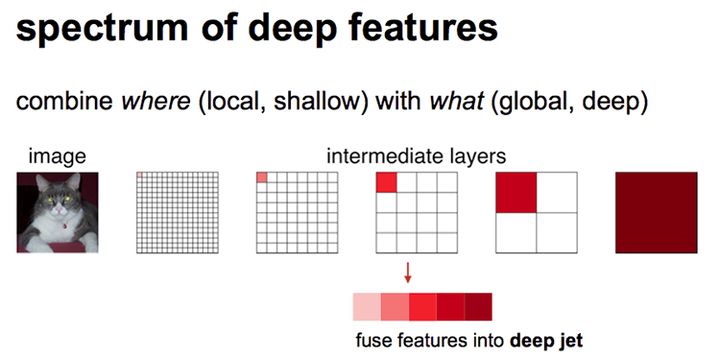 spectrum of deep features
combine where (local, shallow) with what (global, deep)
image
intermediate layers
fuse features into deep jet